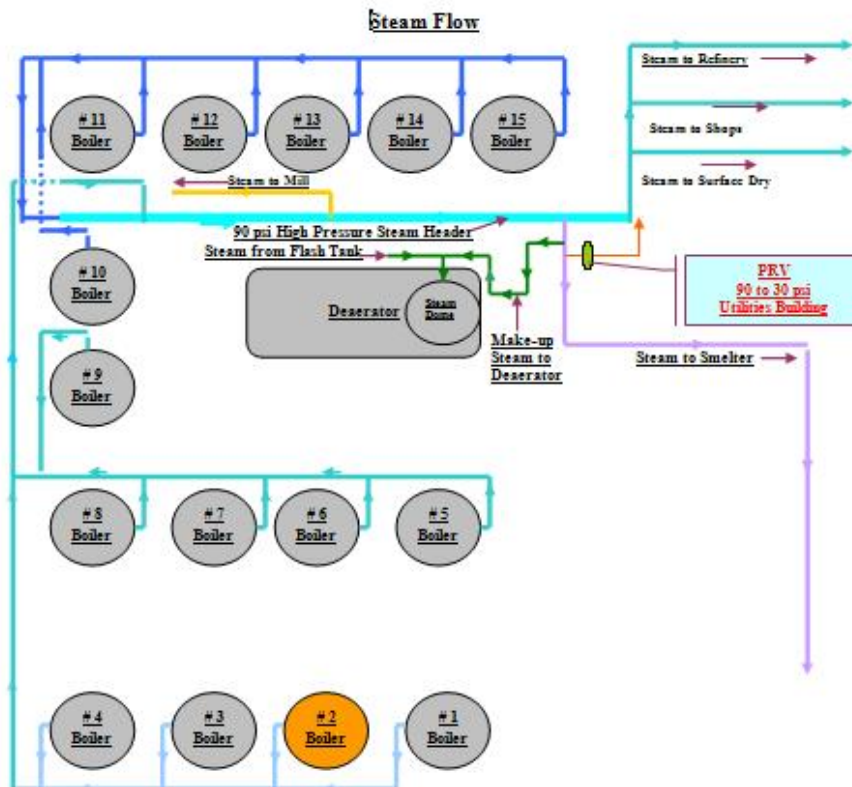 Steam Flow
Steam to Refinery
# 11
Boiler
# 12
Boiler
# 13
Boiler
# 14
Boiler
# 15
Boiler
Steam to Shops
Steam to Mill
Steam to Surface Dry
90 psi High Pressure Steam Header
Steam from Flash Tank
# 10
Boiler
PRV
90 to 30 psi
Utilities Building
Deaerator
Steam
Dome
Make-up
Steam to
Deaerator
Steam to Smelter
# 9
Boiler
# 8
Boiler
# 7
Boiler
# 6
Boiler
# 5
Boiler
# 4
Boiler
# 3
Boiler
# 2
Boiler
# 1
Boiler